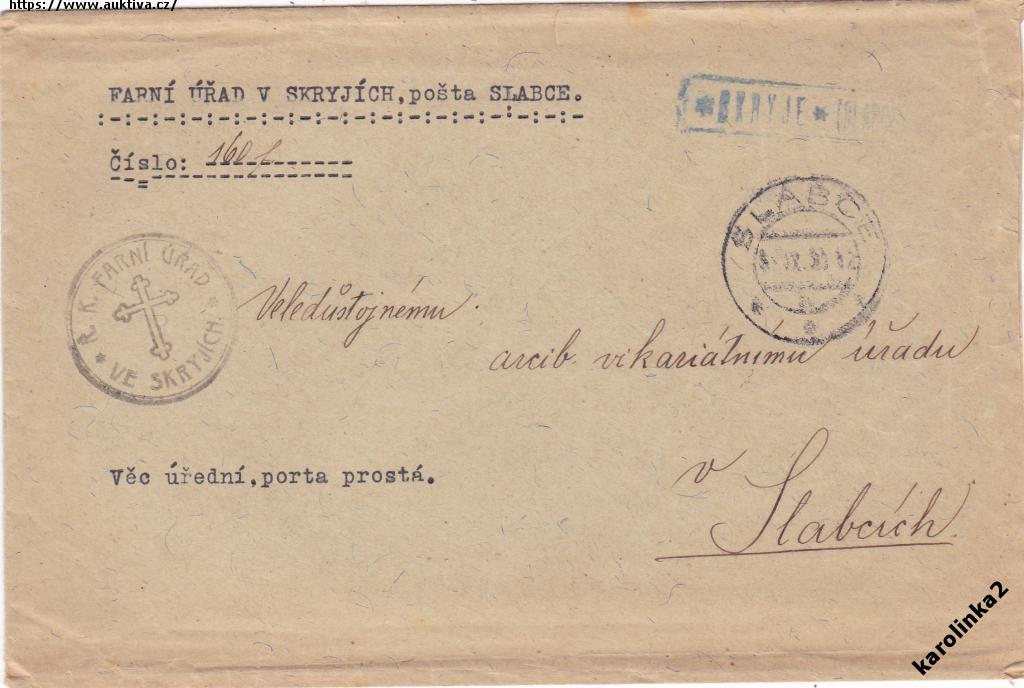 https://www.auktiva.cz/
FARNÍ ÚŘAD V SKRYJÍCH, pošta SLABCE.
Číslo:
* SKRYJE *
SLABCE
R. K. FARNÍ ÚŘAD
* VE SKRYJÍCH *
Veledůstojnému
arcib. vikariátnímu úřadu
Věc úřední, porta prostá.
v
Slabcích
karolinka2